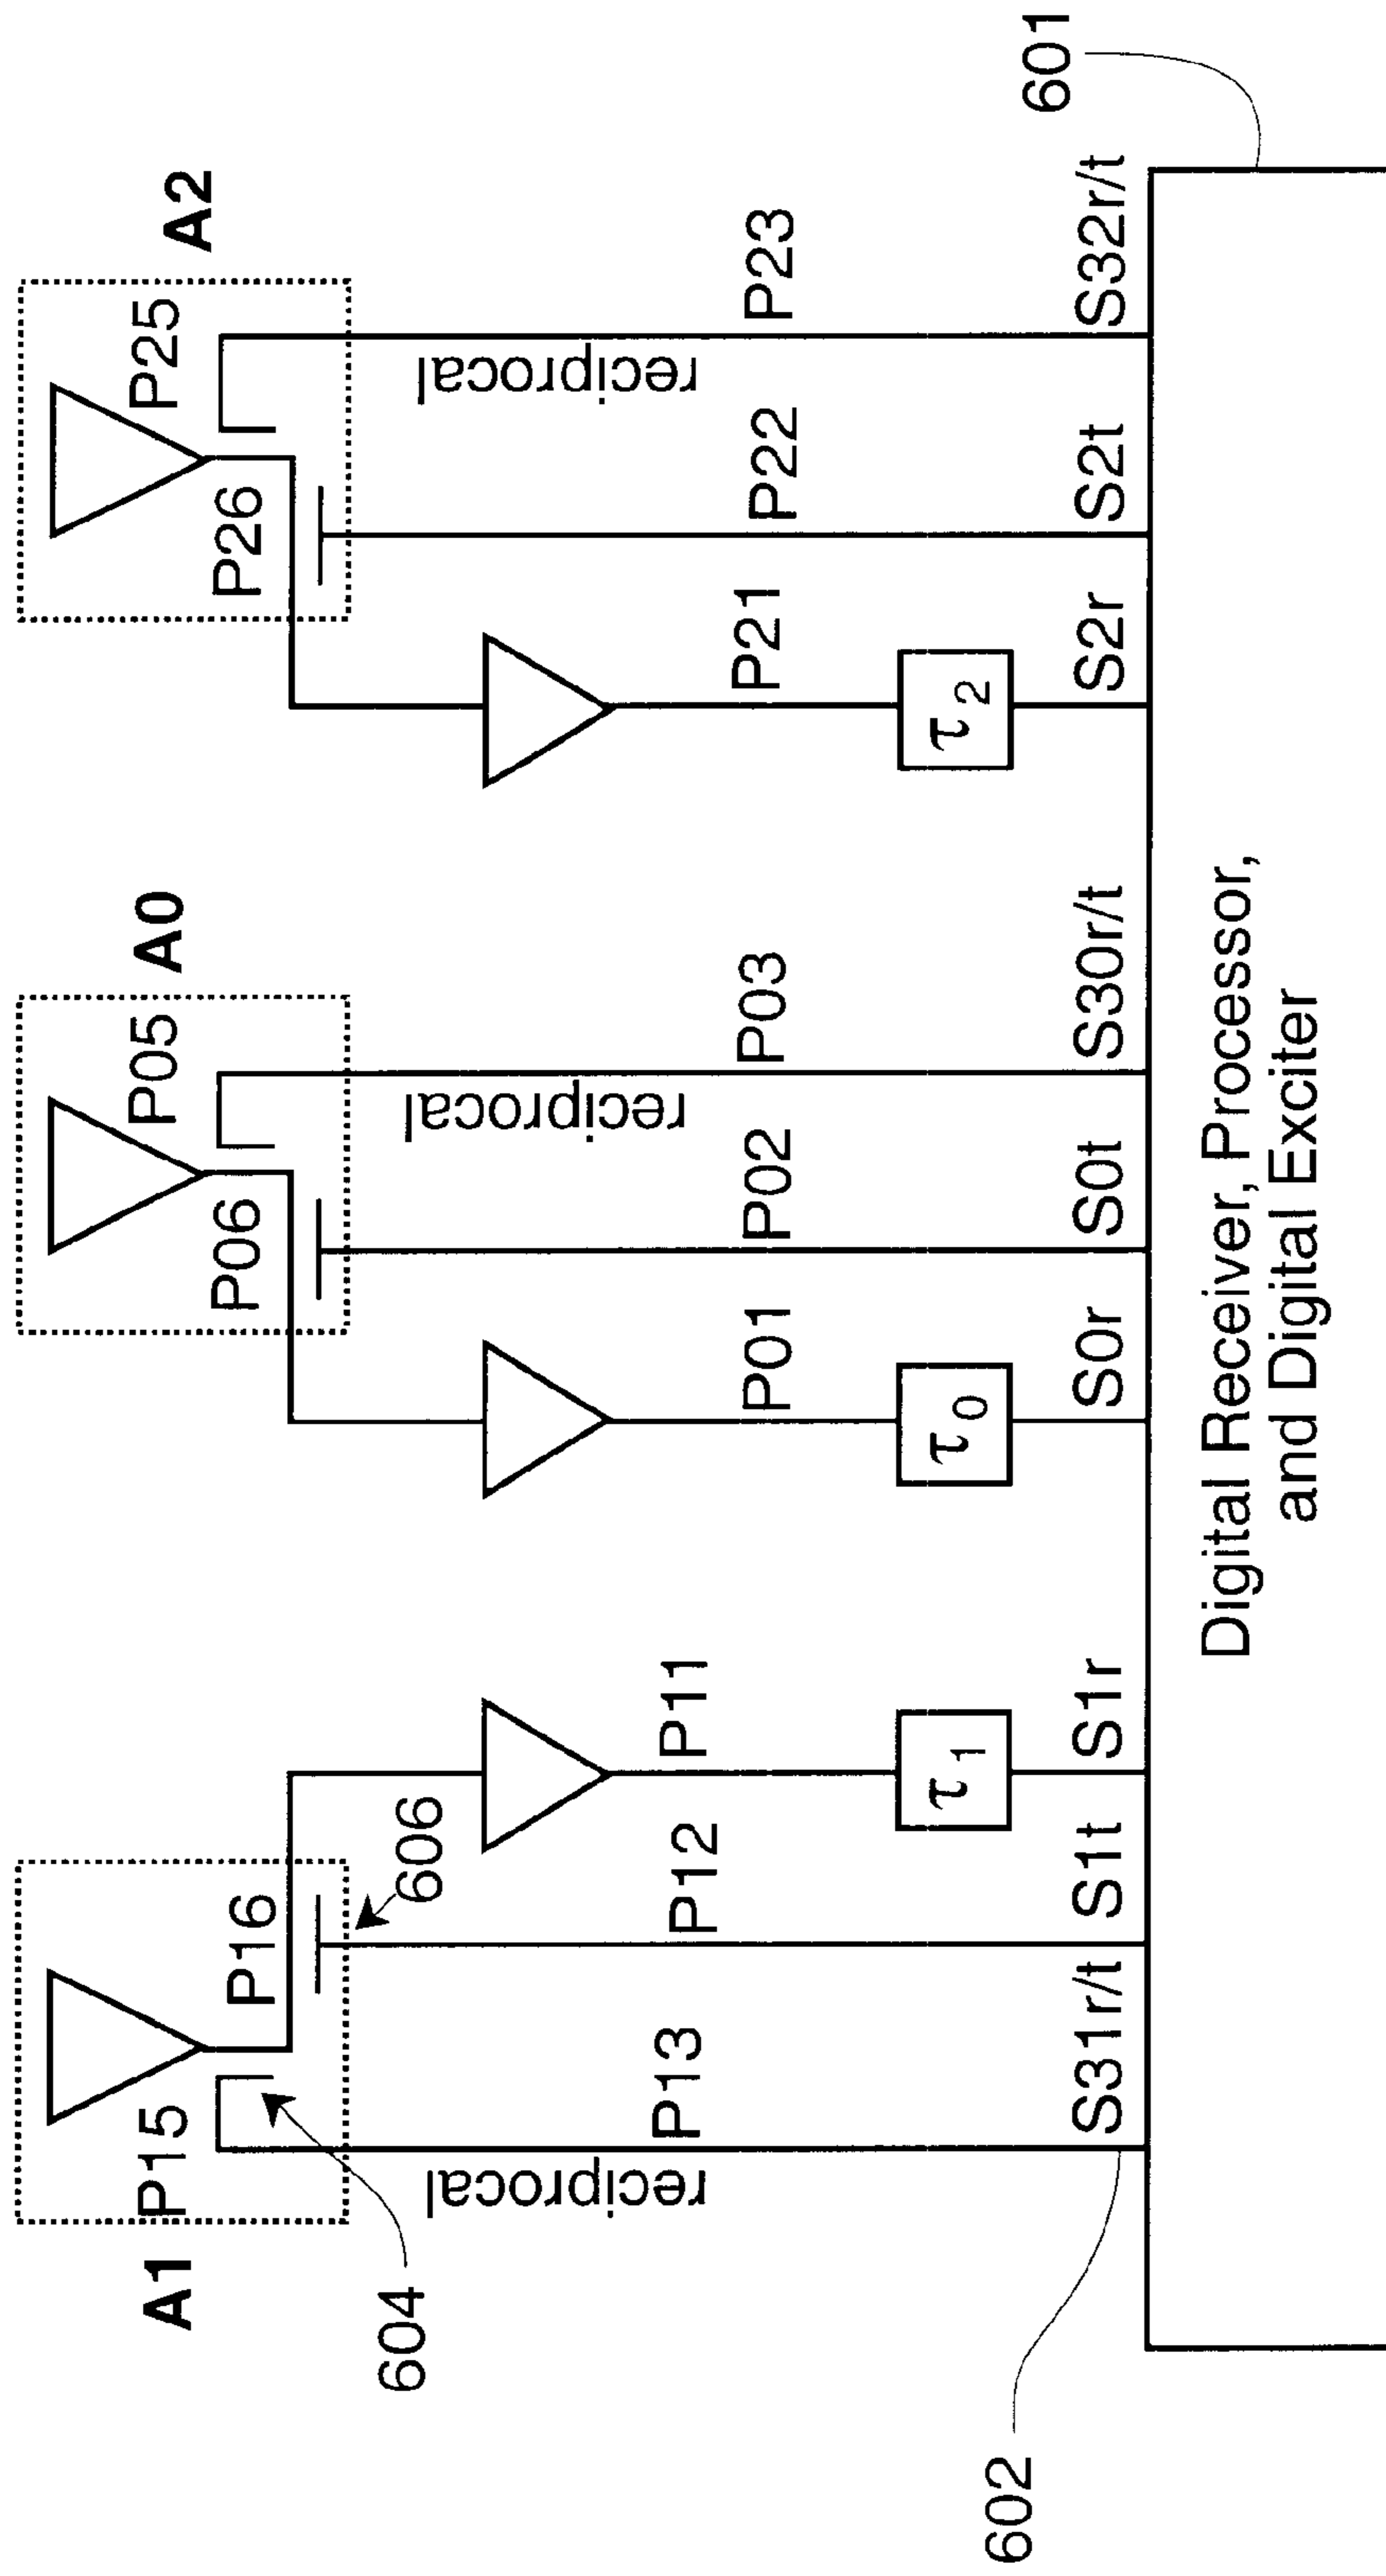 A1
A0
A2
P15
P16
P05
P06
P25
P26
604
606
reciprocal
P13
P12
P11
P01
P02
reciprocal
P03
P21
P22
reciprocal
P23
τ1
τ0
τ2
602
S31r/t
S1t
S1r
S0r
S0t
S30r/t
S2r
S2t
S32r/t
601
Digital Receiver, Processor,
and Digital Exciter